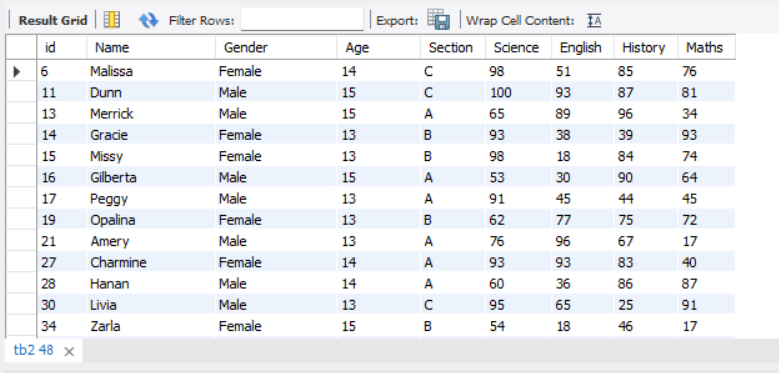 Result Grid Filter Rows: Export: Wrap Cell Content: IA
id Name Gender Age Section Science English History Maths
6 Malissa Female 14 C 98 51 85 76
11 Dunn Male 15 C 100 93 87 81
13 Merrick Male 15 A 65 89 96 34
14 Gracie Female 13 B 93 38 39 93
15 Missy Female 13 B 98 18 84 74
16 Gilberta Male 15 A 53 30 90 64
17 Peggy Male 13 A 91 45 44 45
19 Opalina Female 13 B 62 77 75 72
21 Amery Male 13 A 76 96 67 17
27 Charmine Female 14 A 93 93 83 40
28 Hanan Male 14 A 60 36 86 87
30 Livia Male 13 C 95 65 25 91
34 Zarla Female 15 B 54 18 46 17
tb2 48